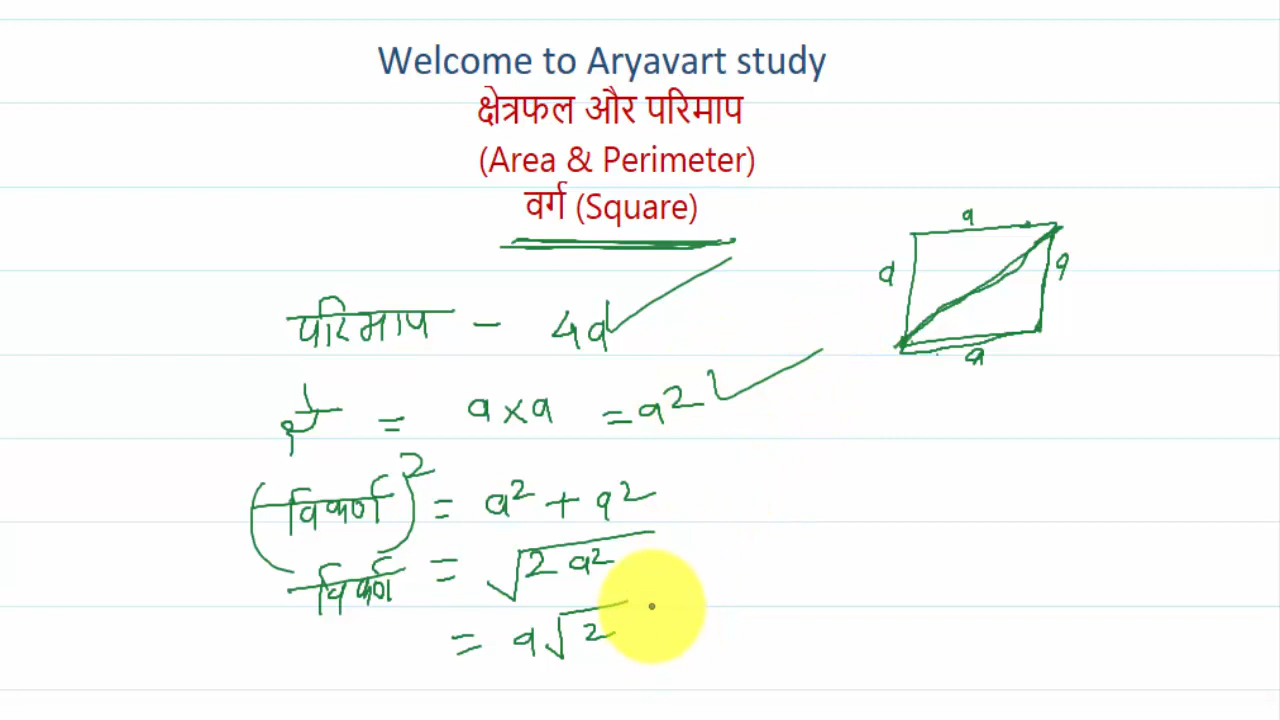 Welcome to Aryavart study
क्षेत्रफल और परिमाप
(Area & Perimeter)
वर्ग (Square)
a
a
a
a
परिमाप - 4a
क्षे = a × a = a²
(विकर्ण)² = a² + a²
विकर्ण = √2a²
= a√2